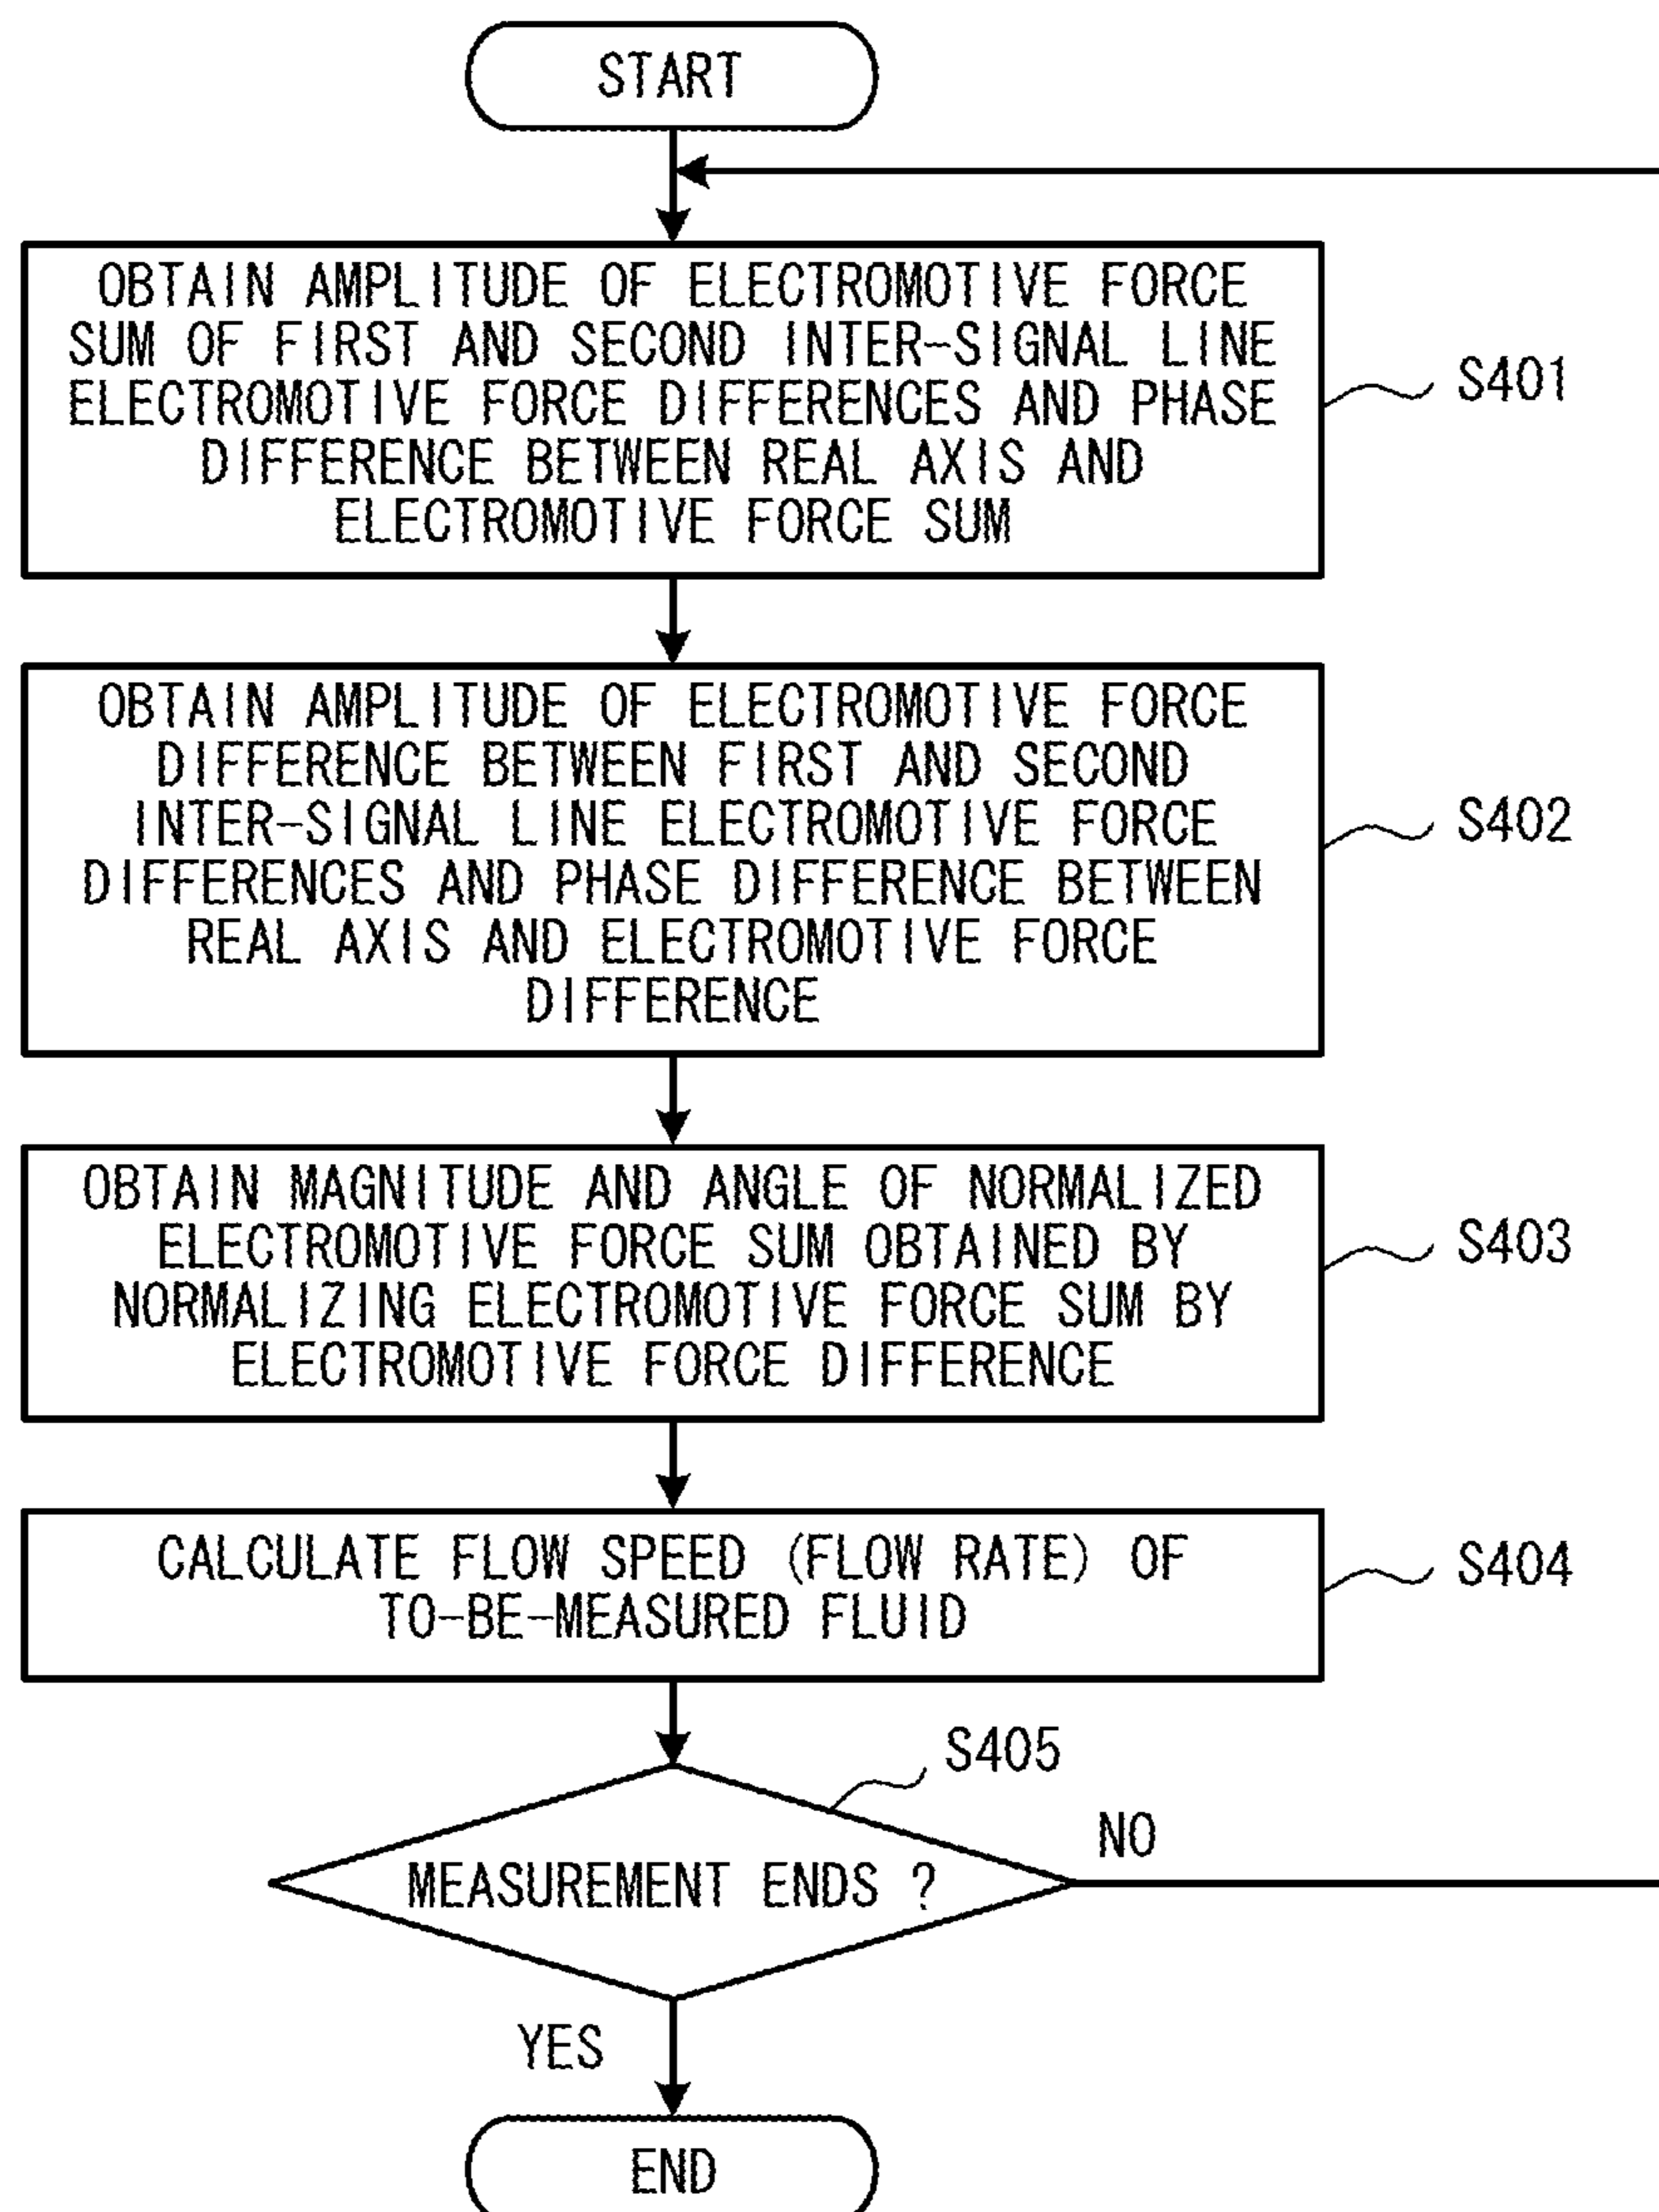 START
OBTAIN AMPLITUDE OF ELECTROMOTIVE FORCE
SUM OF FIRST AND SECOND INTER-SIGNAL LINE
ELECTROMOTIVE FORCE DIFFERENCES AND PHASE
DIFFERENCE BETWEEN REAL AXIS AND
ELECTROMOTIVE FORCE SUM
S401
OBTAIN AMPLITUDE OF ELECTROMOTIVE FORCE
DIFFERENCE BETWEEN FIRST AND SECOND
INTER-SIGNAL LINE ELECTROMOTIVE FORCE
DIFFERENCES AND PHASE DIFFERENCE BETWEEN
REAL AXIS AND ELECTROMOTIVE FORCE
DIFFERENCE
S402
OBTAIN MAGNITUDE AND ANGLE OF NORMALIZED
ELECTROMOTIVE FORCE SUM OBTAINED BY
NORMALIZING ELECTROMOTIVE FORCE SUM BY
ELECTROMOTIVE FORCE DIFFERENCE
S403
CALCULATE FLOW SPEED (FLOW RATE) OF
TO-BE-MEASURED FLUID
S404
S405
MEASUREMENT ENDS ?
NO
YES
END